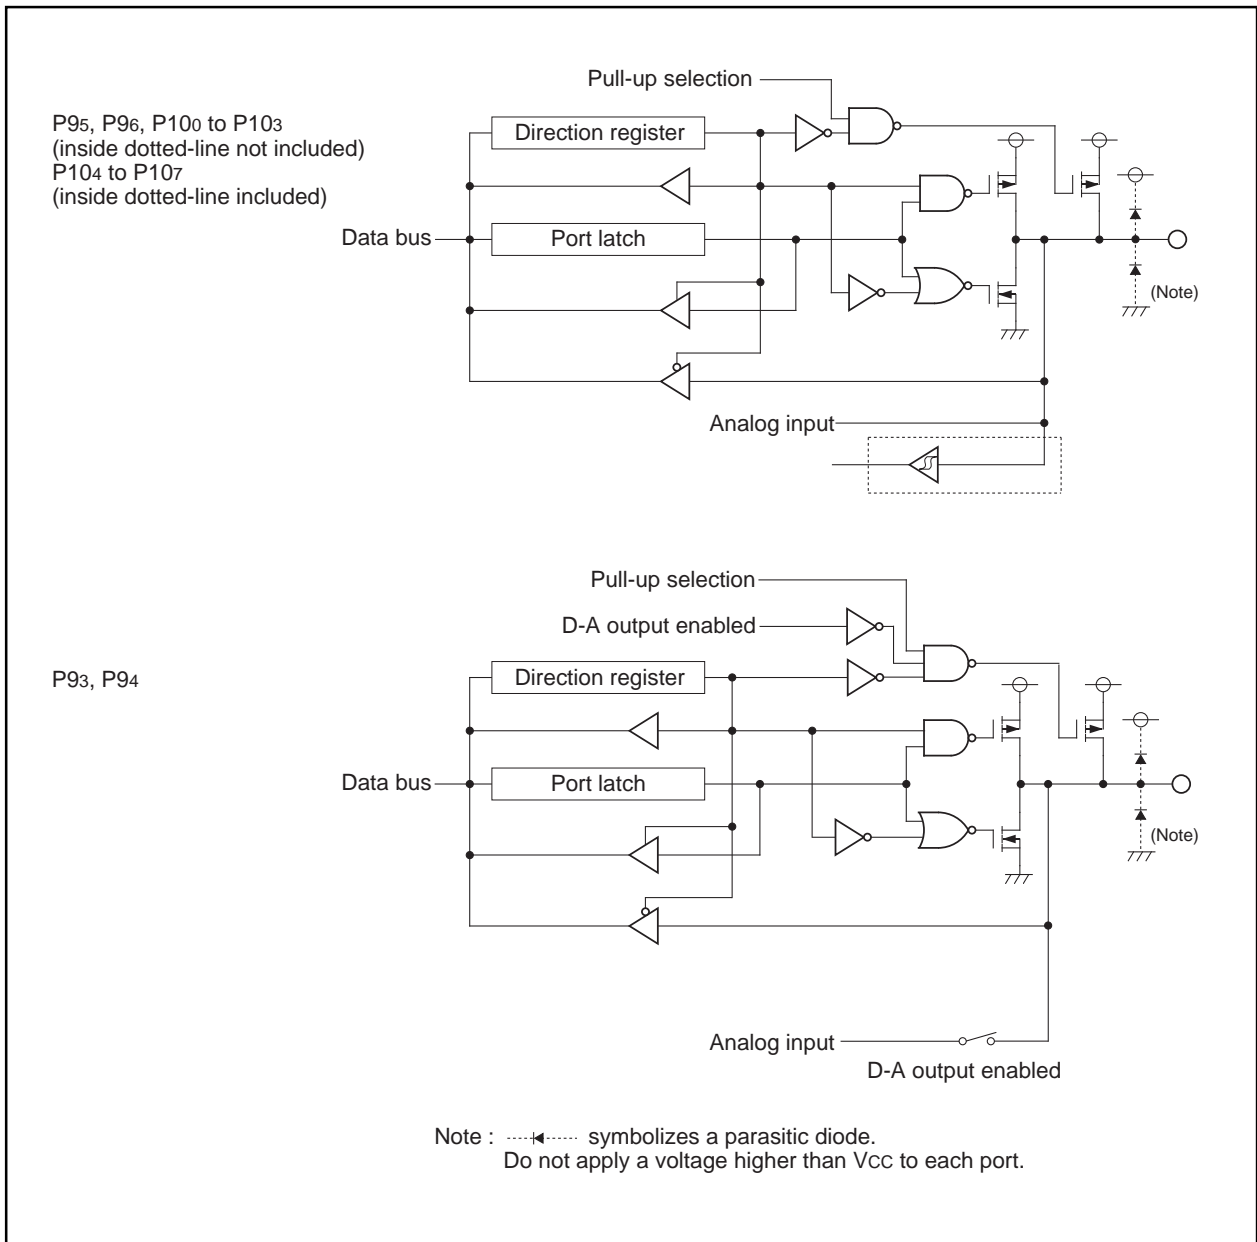 Pull-up selection
P95, P96, P100 to P103
(inside dotted-line not included)
P104 to P107
(inside dotted-line included)
Direction register
Data bus
Port latch
(Note)
Analog input
Pull-up selection
D-A output enabled
P93, P94
Direction register
Data bus
Port latch
(Note)
Analog input
D-A output enabled
Note : symbolizes a parasitic diode.
Do not apply a voltage higher than VCC to each port.